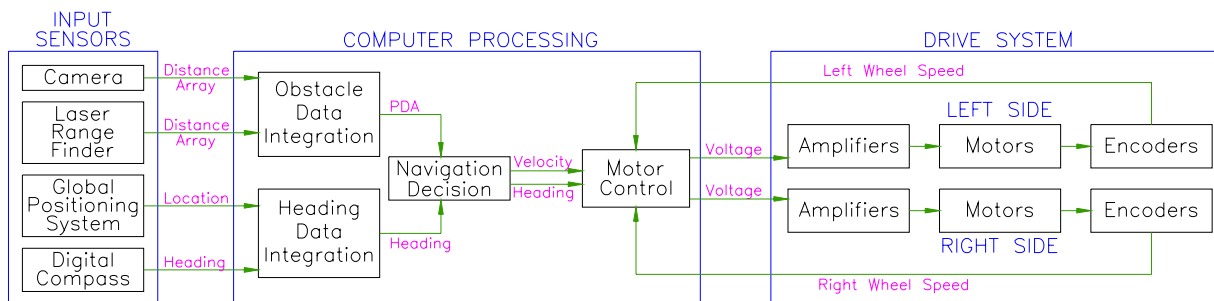 INPUT
SENSORS
COMPUTER PROCESSING
DRIVE SYSTEM
Camera
Laser
Range
Finder
Global
Positioning
System
Digital
Compass
Distance
Array
Distance
Array
Location
Heading
Obstacle
Data
Integration
Heading
Data
Integration
PDA
Heading
Navigation
Decision
Velocity
Heading
Motor
Control
Left Wheel Speed
Voltage
Voltage
LEFT SIDE
Amplifiers
Motors
Encoders
Amplifiers
Motors
Encoders
RIGHT SIDE
Right Wheel Speed